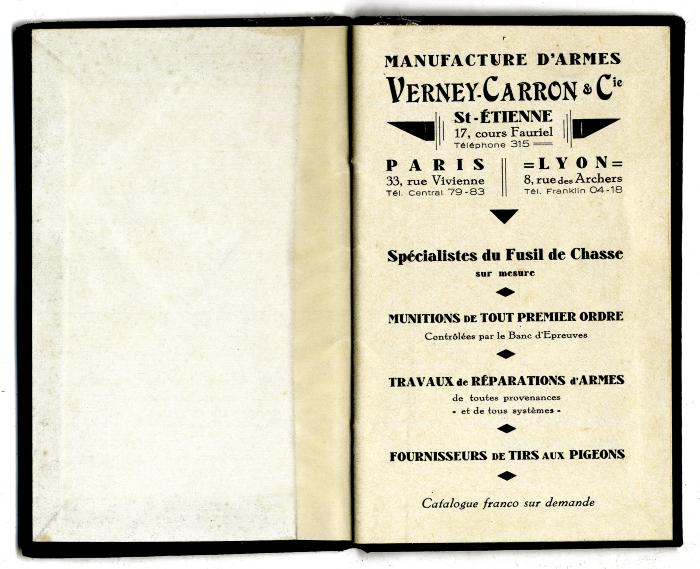 MANUFACTURE D'ARMES
VERNEY-CARRON & Cie
St-ÉTIENNE
17, cours Fauriel
Téléphone 315
PARIS
33, rue Vivienne
Tél. Central 79-83
=LYON=
8, rue des Archers
Tél. Franklin 04-18
Spécialistes du Fusil de Chasse
sur mesure
MUNITIONS DE TOUT PREMIER ORDRE
Contrôlées par le Banc d'Epreuves
TRAVAUX de RÉPARATIONS d'ARMES
de toutes provenances
- et de tous systèmes -
FOURNISSEURS DE TIRS AUX PIGEONS
Catalogue franco sur demande